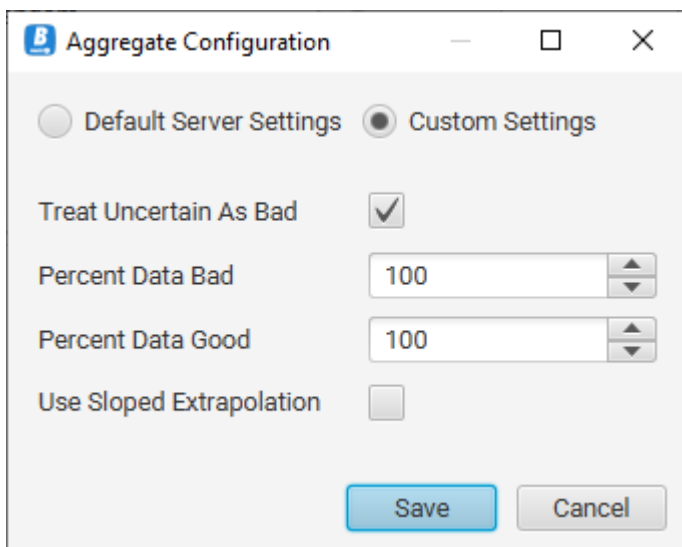 Aggregate Configuration
Default Server Settings Custom Settings
Treat Uncertain As Bad
Percent Data Bad 100
Percent Data Good 100
Use Sloped Extrapolation
Save Cancel